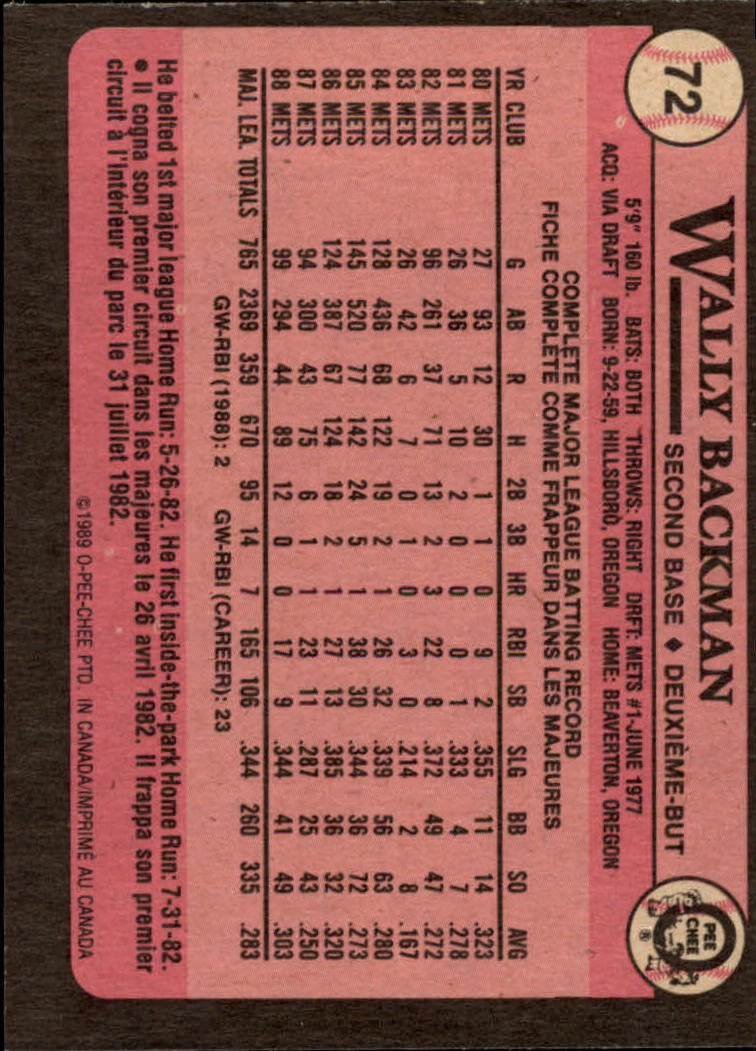 72
WALLY BACKMAN
SECOND BASE ♦ DEUXIÈME-BUT
PEE
CHEE
®
5'9" 160 lb. BATS: BOTH THROWS: RIGHT DRFT: METS #1-JUNE 1977
ACQ: VIA DRAFT BORN: 9-22-59, HILLSBORO, OREGON HOME: BEAVERTON, OREGON
COMPLETE MAJOR LEAGUE BATTING RECORD
FICHE COMPLÈTE COMME FRAPPEUR DANS LES MAJEURES
YR CLUB G AB R H 2B 3B HR RBI SB SLG BB SO AVG
80 METS 27 93 12 30 1 1 0 9 2 .355 11 14 .323
81 METS 26 36 5 10 2 0 0 0 1 .333 4 7 .278
82 METS 96 261 37 71 13 2 3 22 8 .372 49 47 .272
83 METS 26 42 6 7 0 1 0 3 0 .214 2 8 .167
84 METS 128 436 68 122 19 2 1 26 32 .339 56 63 .280
85 METS 145 520 77 142 24 5 1 38 30 .344 36 72 .273
86 METS 124 387 67 124 18 2 1 27 13 .385 36 32 .320
87 METS 94 300 43 75 6 1 1 23 11 .287 25 43 .250
88 METS 99 294 44 89 12 0 0 17 9 .344 41 49 .303
MAJ. LEA. TOTALS 765 2369 359 670 95 14 7 165 106 .344 260 335 .283
GW-RBI (1988): 2 GW-RBI (CAREER): 23
He belted 1st major league Home Run: 5-26-82. He first inside-the-park Home Run: 7-31-82.
● Il cogna son premier circuit dans les majeures le 26 avril 1982. Il frappa son premier
circuit à l'intérieur du parc le 31 juillet 1982.
©1989 O-PEE-CHEE PTD. IN CANADA/IMPRIMÉ AU CANADA